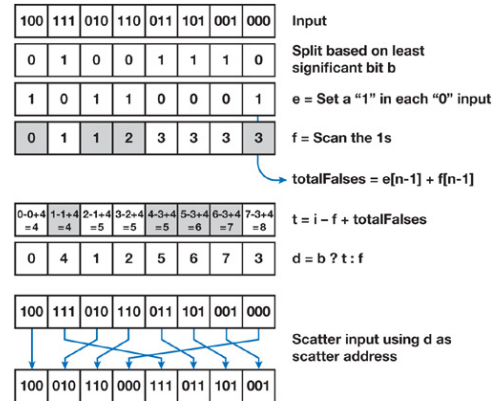 100 111 010 110 011 101 001 000 Input
0 1 0 0 1 1 1 0 Split based on least
significant bit b
1 0 1 1 0 0 0 1 e = Set a “1” in each “0” input
0 1 1 2 3 3 3 3 f = Scan the 1s
totalFalses = e[n-1] + f[n-1]
0-0+4 1-1+4 2-1+4 3-2+4 4-3+4 5-3+4 6-3+4 7-3+4 t = i – f + totalFalses
=4 =4 =5 =5 =5 =6 =7 =8
0 4 1 2 5 6 7 3 d = b ? t : f
100 111 010 110 011 101 001 000
Scatter input using d as
scatter address
100 010 110 000 111 011 101 001